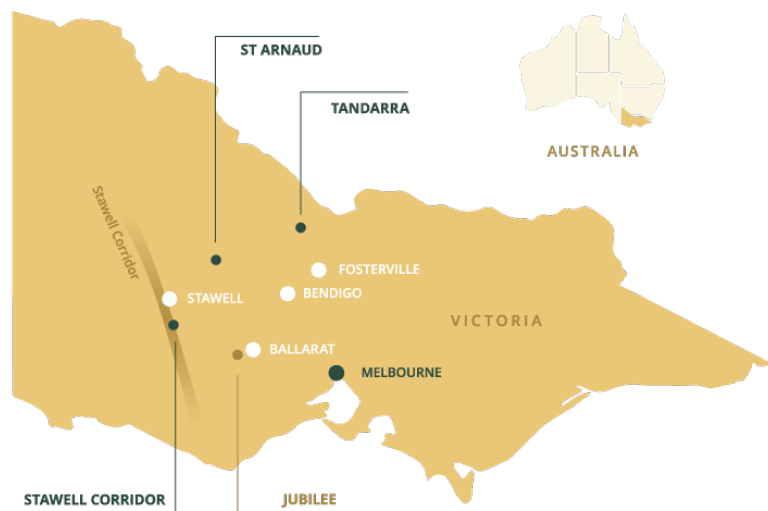 ST ARNAUD
TANDARRA
AUSTRALIA
Stawell Corridor
FOSTERVILLE
BENDIGO
STAWELL
VICTORIA
BALLARAT
MELBOURNE
STAWELL CORRIDOR
JUBILEE